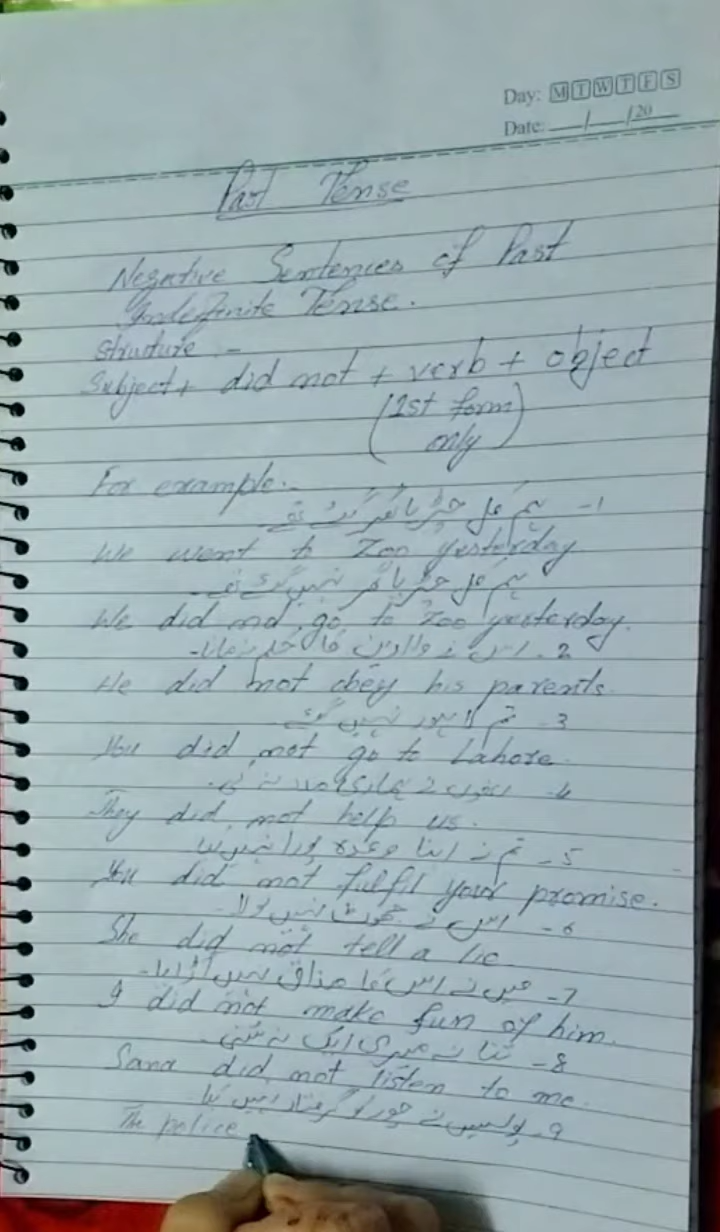 Day: M T W T F S
Date: __/__/20__
Past Tense
Negative Sentences of Past
Indefinite Tense.
Structure :-
Subject + did not + verb + object
(1st form
only)
For example:-
1- ہم کل چڑیا گھر گئے تھے
We went to Zoo yesterday
ہم کل چڑیا گھر نہیں گئے تھے-
We did not go to Zoo yesterday.
2- اس نے والدین کا حکم نہ مانا-
He did not obey his parents.
3- تم لاہور نہیں گئے
You did not go to Lahore.
4- انھوں نے ہماری مدد نہ کی-
They did not help us.
5- تم نے اپنا وعدہ پورا نہیں کیا
You did not fulfil your promise.
6- اس نے جھوٹ نہیں بولا-
She did not tell a lie
7- میں نے اس کا مذاق نہیں اڑایا-
I did not make fun of him.
8- ثنا نے میری ایک نہ سنی-
Sana did not listen to me.
9- پولیس نے چور کو گرفتار نہیں کیا
The police